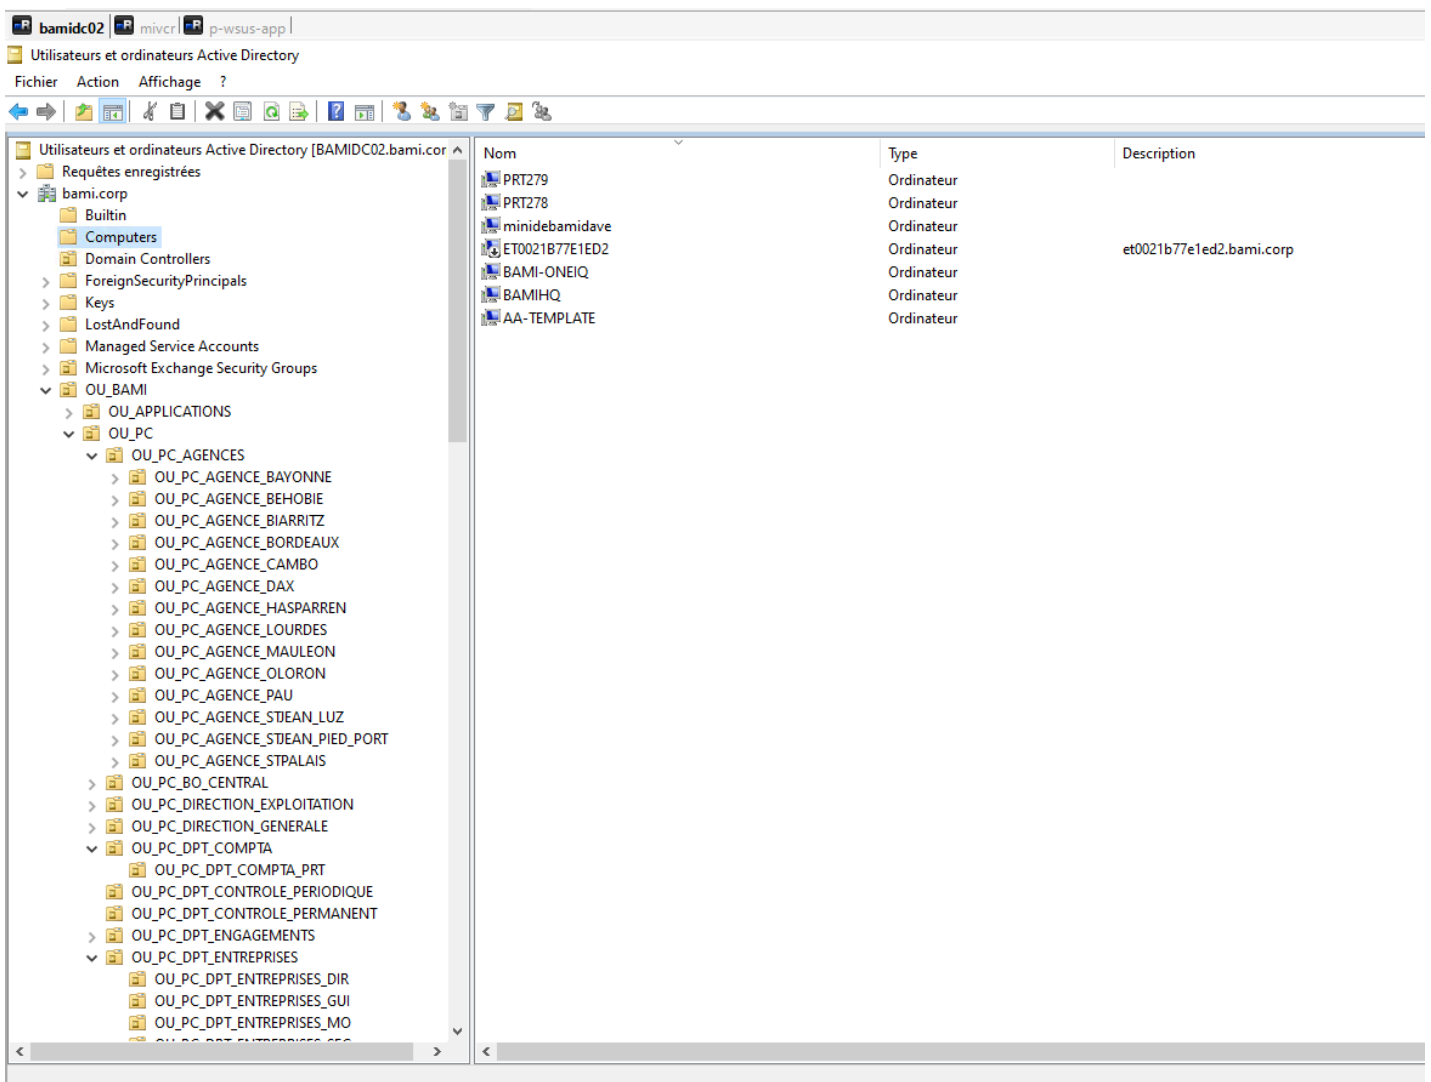 bamidc02 mivcr p-wsus-app
Utilisateurs et ordinateurs Active Directory
Fichier Action Affichage ?
Utilisateurs et ordinateurs Active Directory [BAMIDC02.bami.cor
Requêtes enregistrées
bami.corp
Builtin
Computers
Domain Controllers
ForeignSecurityPrincipals
Keys
LostAndFound
Managed Service Accounts
Microsoft Exchange Security Groups
OU_BAMI
OU_APPLICATIONS
OU_PC
OU_PC_AGENCES
OU_PC_AGENCE_BAYONNE
OU_PC_AGENCE_BEHOBIE
OU_PC_AGENCE_BIARRITZ
OU_PC_AGENCE_BORDEAUX
OU_PC_AGENCE_CAMBO
OU_PC_AGENCE_DAX
OU_PC_AGENCE_HASPARREN
OU_PC_AGENCE_LOURDES
OU_PC_AGENCE_MAULEON
OU_PC_AGENCE_OLORON
OU_PC_AGENCE_PAU
OU_PC_AGENCE_STJEAN_LUZ
OU_PC_AGENCE_STJEAN_PIED_PORT
OU_PC_AGENCE_STPALAIS
OU_PC_BO_CENTRAL
OU_PC_DIRECTION_EXPLOITATION
OU_PC_DIRECTION_GENERALE
OU_PC_DPT_COMPTA
OU_PC_DPT_COMPTA_PRT
OU_PC_DPT_CONTROLE_PERIODIQUE
OU_PC_DPT_CONTROLE_PERMANENT
OU_PC_DPT_ENGAGEMENTS
OU_PC_DPT_ENTREPRISES
OU_PC_DPT_ENTREPRISES_DIR
OU_PC_DPT_ENTREPRISES_GUI
OU_PC_DPT_ENTREPRISES_MO
Nom Type Description
PRT279 Ordinateur
PRT278 Ordinateur
minidebamidave Ordinateur
ET0021B77E1ED2 Ordinateur et0021b77e1ed2.bami.corp
BAMI-ONEIQ Ordinateur
BAMIHQ Ordinateur
AA-TEMPLATE Ordinateur